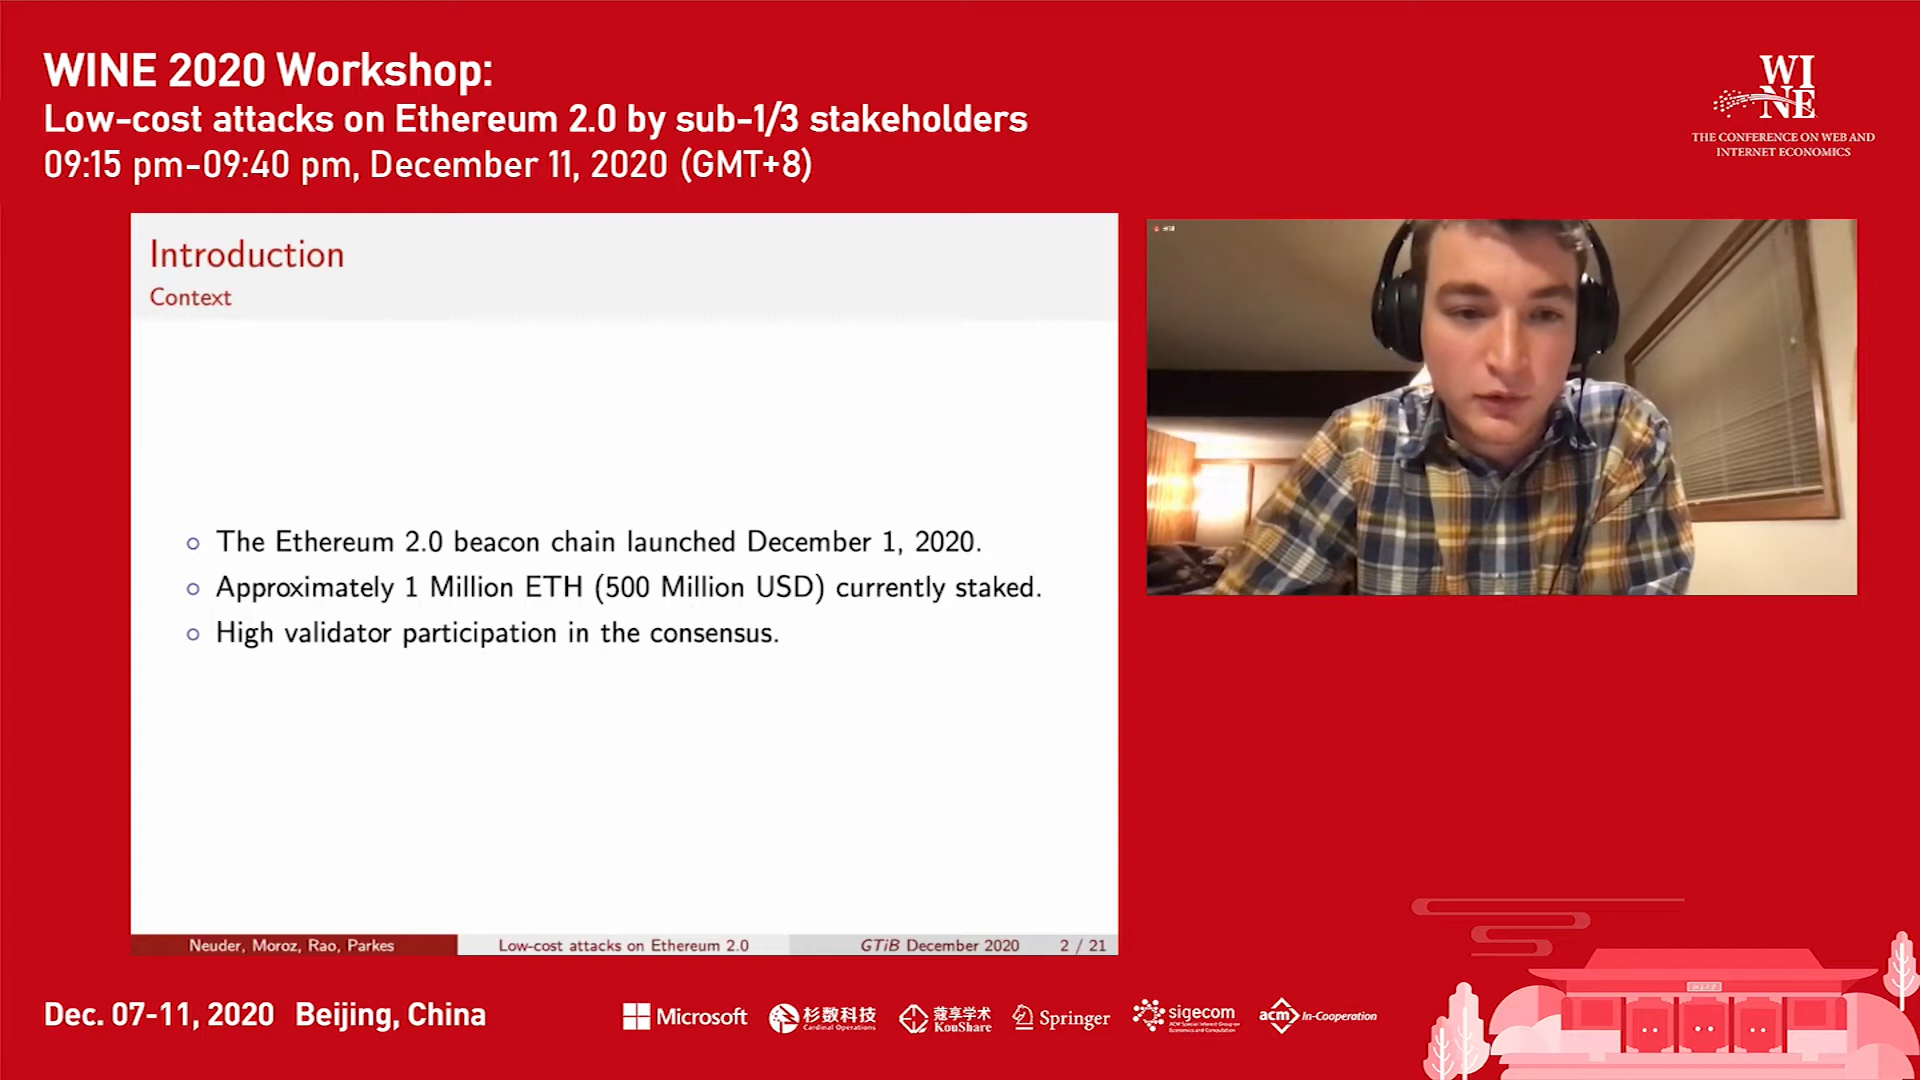 WINE 2020 Workshop:
Low-cost attacks on Ethereum 2.0 by sub-1/3 stakeholders
09:15 pm-09:40 pm, December 11, 2020 (GMT+8)
WI
NE
THE CONFERENCE ON WEB AND
INTERNET ECONOMICS
Introduction
Context
The Ethereum 2.0 beacon chain launched December 1, 2020.
Approximately 1 Million ETH (500 Million USD) currently staked.
High validator participation in the consensus.
Neuder, Moroz, Rao, Parkes
Low-cost attacks on Ethereum 2.0
GTiB December 2020 2 / 21
Dec. 07-11, 2020 Beijing, China
Microsoft
杉数科技
Cardinal Operations
蔻享学术
KouShare
Springer
sigecom
acm In-Cooperation